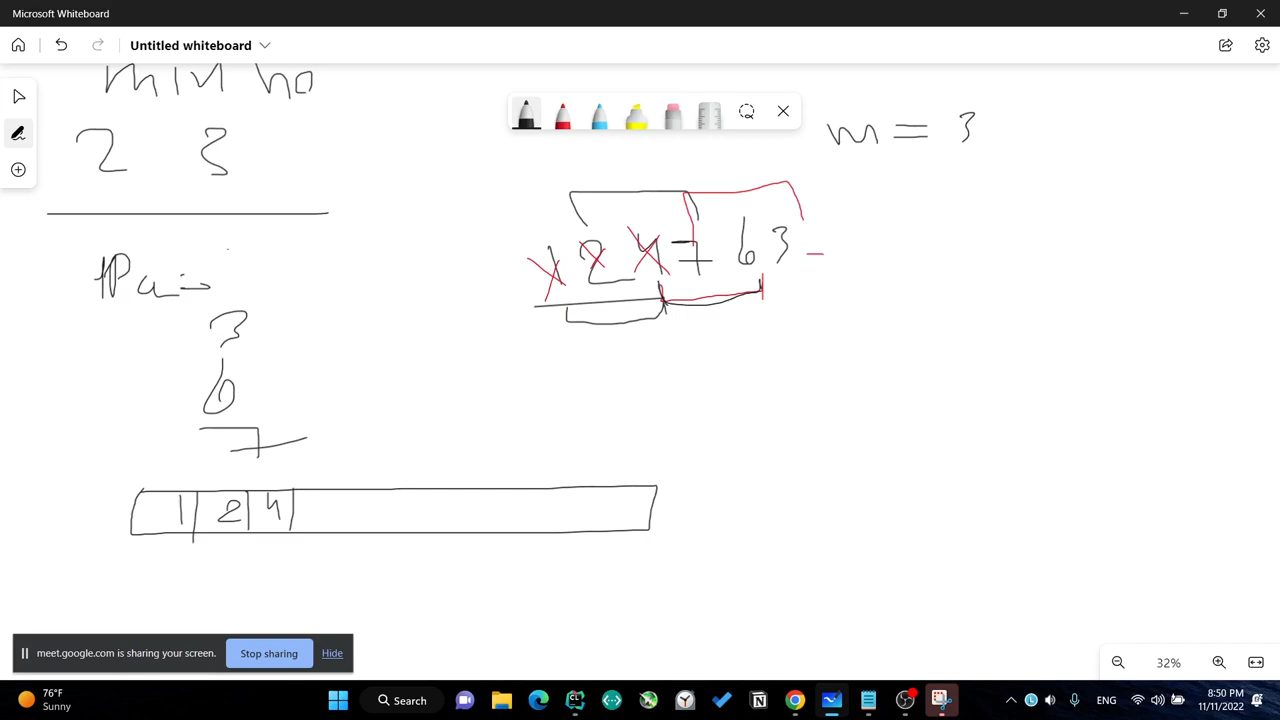 Microsoft Whiteboard
Untitled whiteboard
min
2 3
m = 3
1 2 4 7 6 3 -
3
6
7
1 2 4
meet.google.com is sharing your screen. Stop sharing Hide
32%
76°F
Sunny
Search
ENG
8:50 PM
11/11/2022